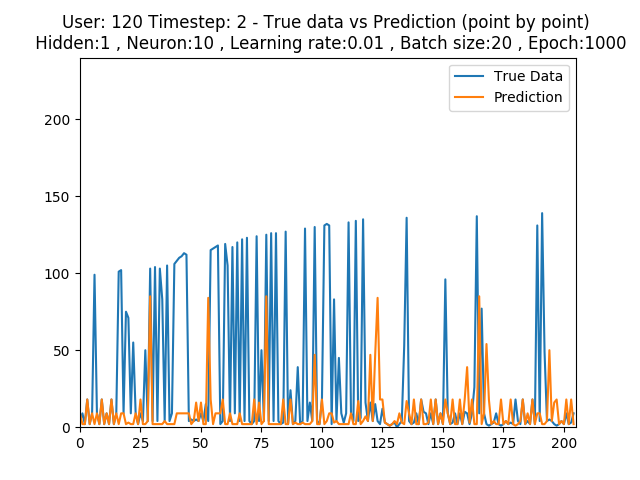 User: 120 Timestep: 2 - True data vs Prediction (point by point)
Hidden:1 , Neuron:10 , Learning rate:0.01 , Batch size:20 , Epoch:1000
True Data
Prediction
200
150
100
50
0
0 25 50 75 100 125 150 175 200